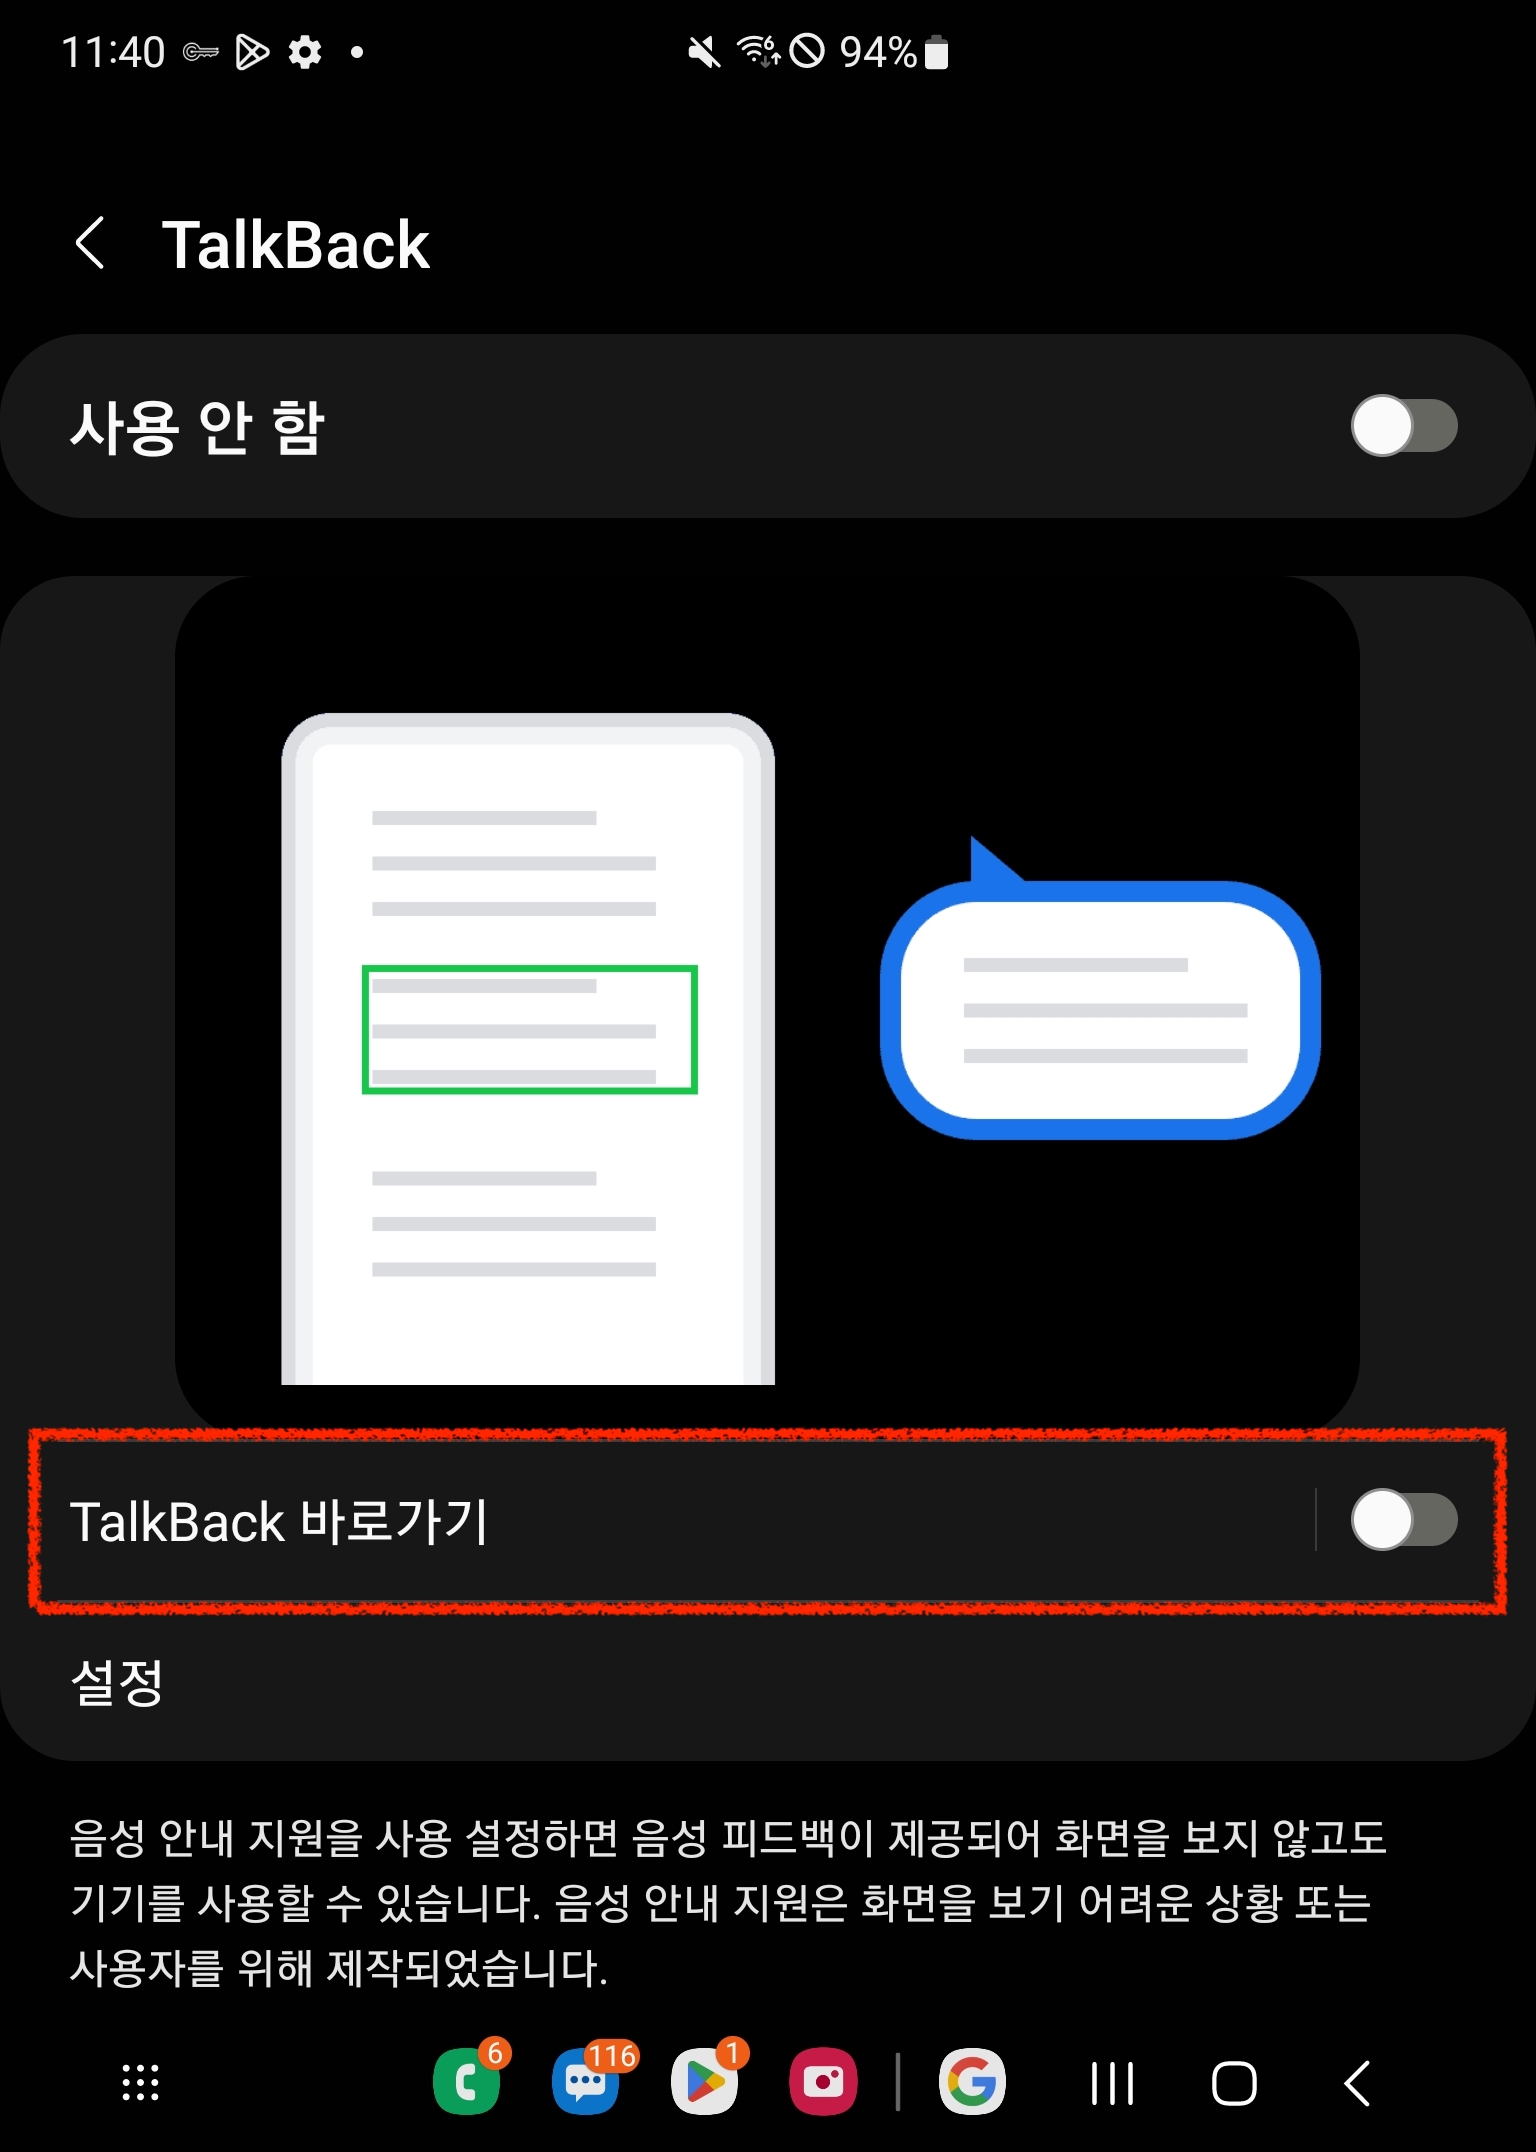 11:40
6
94%
TalkBack
사용 안 함
TalkBack 바로가기
설정
음성 안내 지원을 사용 설정하면 음성 피드백이 제공되어 화면을 보지 않고도
기기를 사용할 수 있습니다. 음성 안내 지원은 화면을 보기 어려운 상황 또는
사용자를 위해 제작되었습니다.
6
116
1